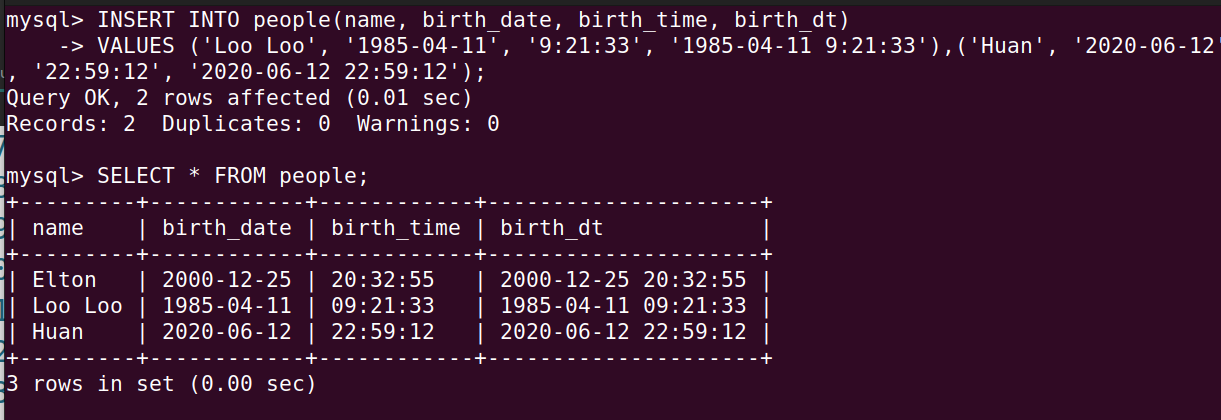 mysql> INSERT INTO people(name, birth_date, birth_time, birth_dt)
    -> VALUES ('Loo Loo', '1985-04-11', '9:21:33', '1985-04-11 9:21:33'),('Huan', '2020-06-12'
, '22:59:12', '2020-06-12 22:59:12');
Query OK, 2 rows affected (0.01 sec)
Records: 2  Duplicates: 0  Warnings: 0

mysql> SELECT * FROM people;
+---------+------------+------------+---------------------+
| name    | birth_date | birth_time | birth_dt            |
+---------+------------+------------+---------------------+
| Elton   | 2000-12-25 | 20:32:55   | 2000-12-25 20:32:55 |
| Loo Loo | 1985-04-11 | 09:21:33   | 1985-04-11 09:21:33 |
| Huan    | 2020-06-12 | 22:59:12   | 2020-06-12 22:59:12 |
+---------+------------+------------+---------------------+
3 rows in set (0.00 sec)